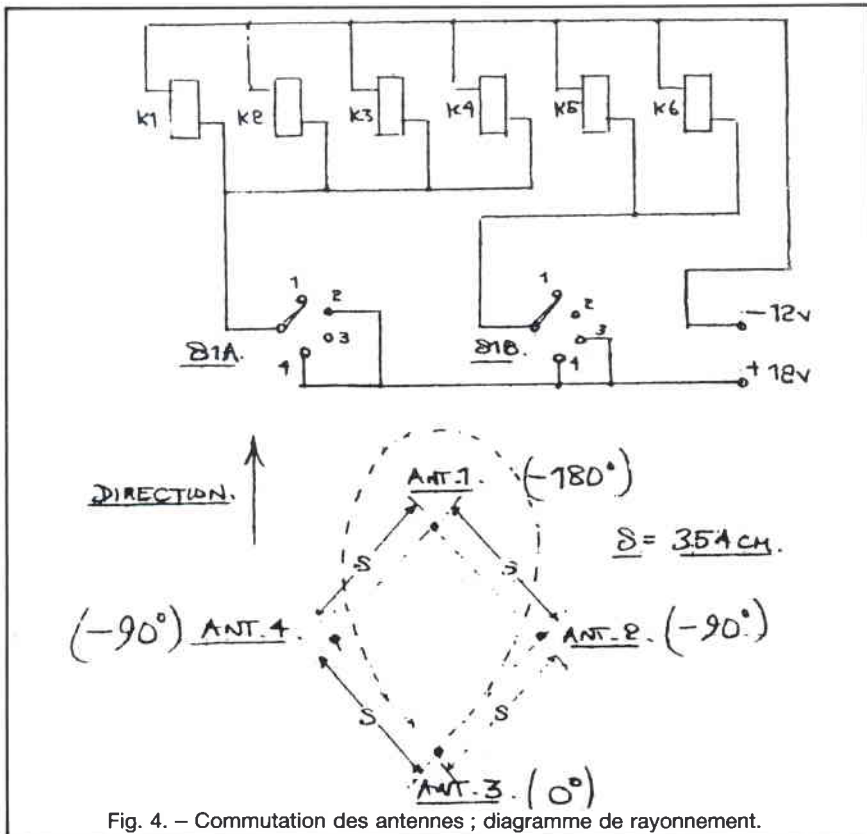 K1 K2 K3 K4 K5 K6
1 2 3 4
S1A.
1 2 3 4
S1B.
-12V
+12V
DIRECTION.
ANT.1. (-180°)
S = 354 CM.
S S
(-90°) ANT.4. ANT.2. (-90°)
S S
ANT.3. (0°)
Fig. 4. – Commutation des antennes ; diagramme de rayonnement.